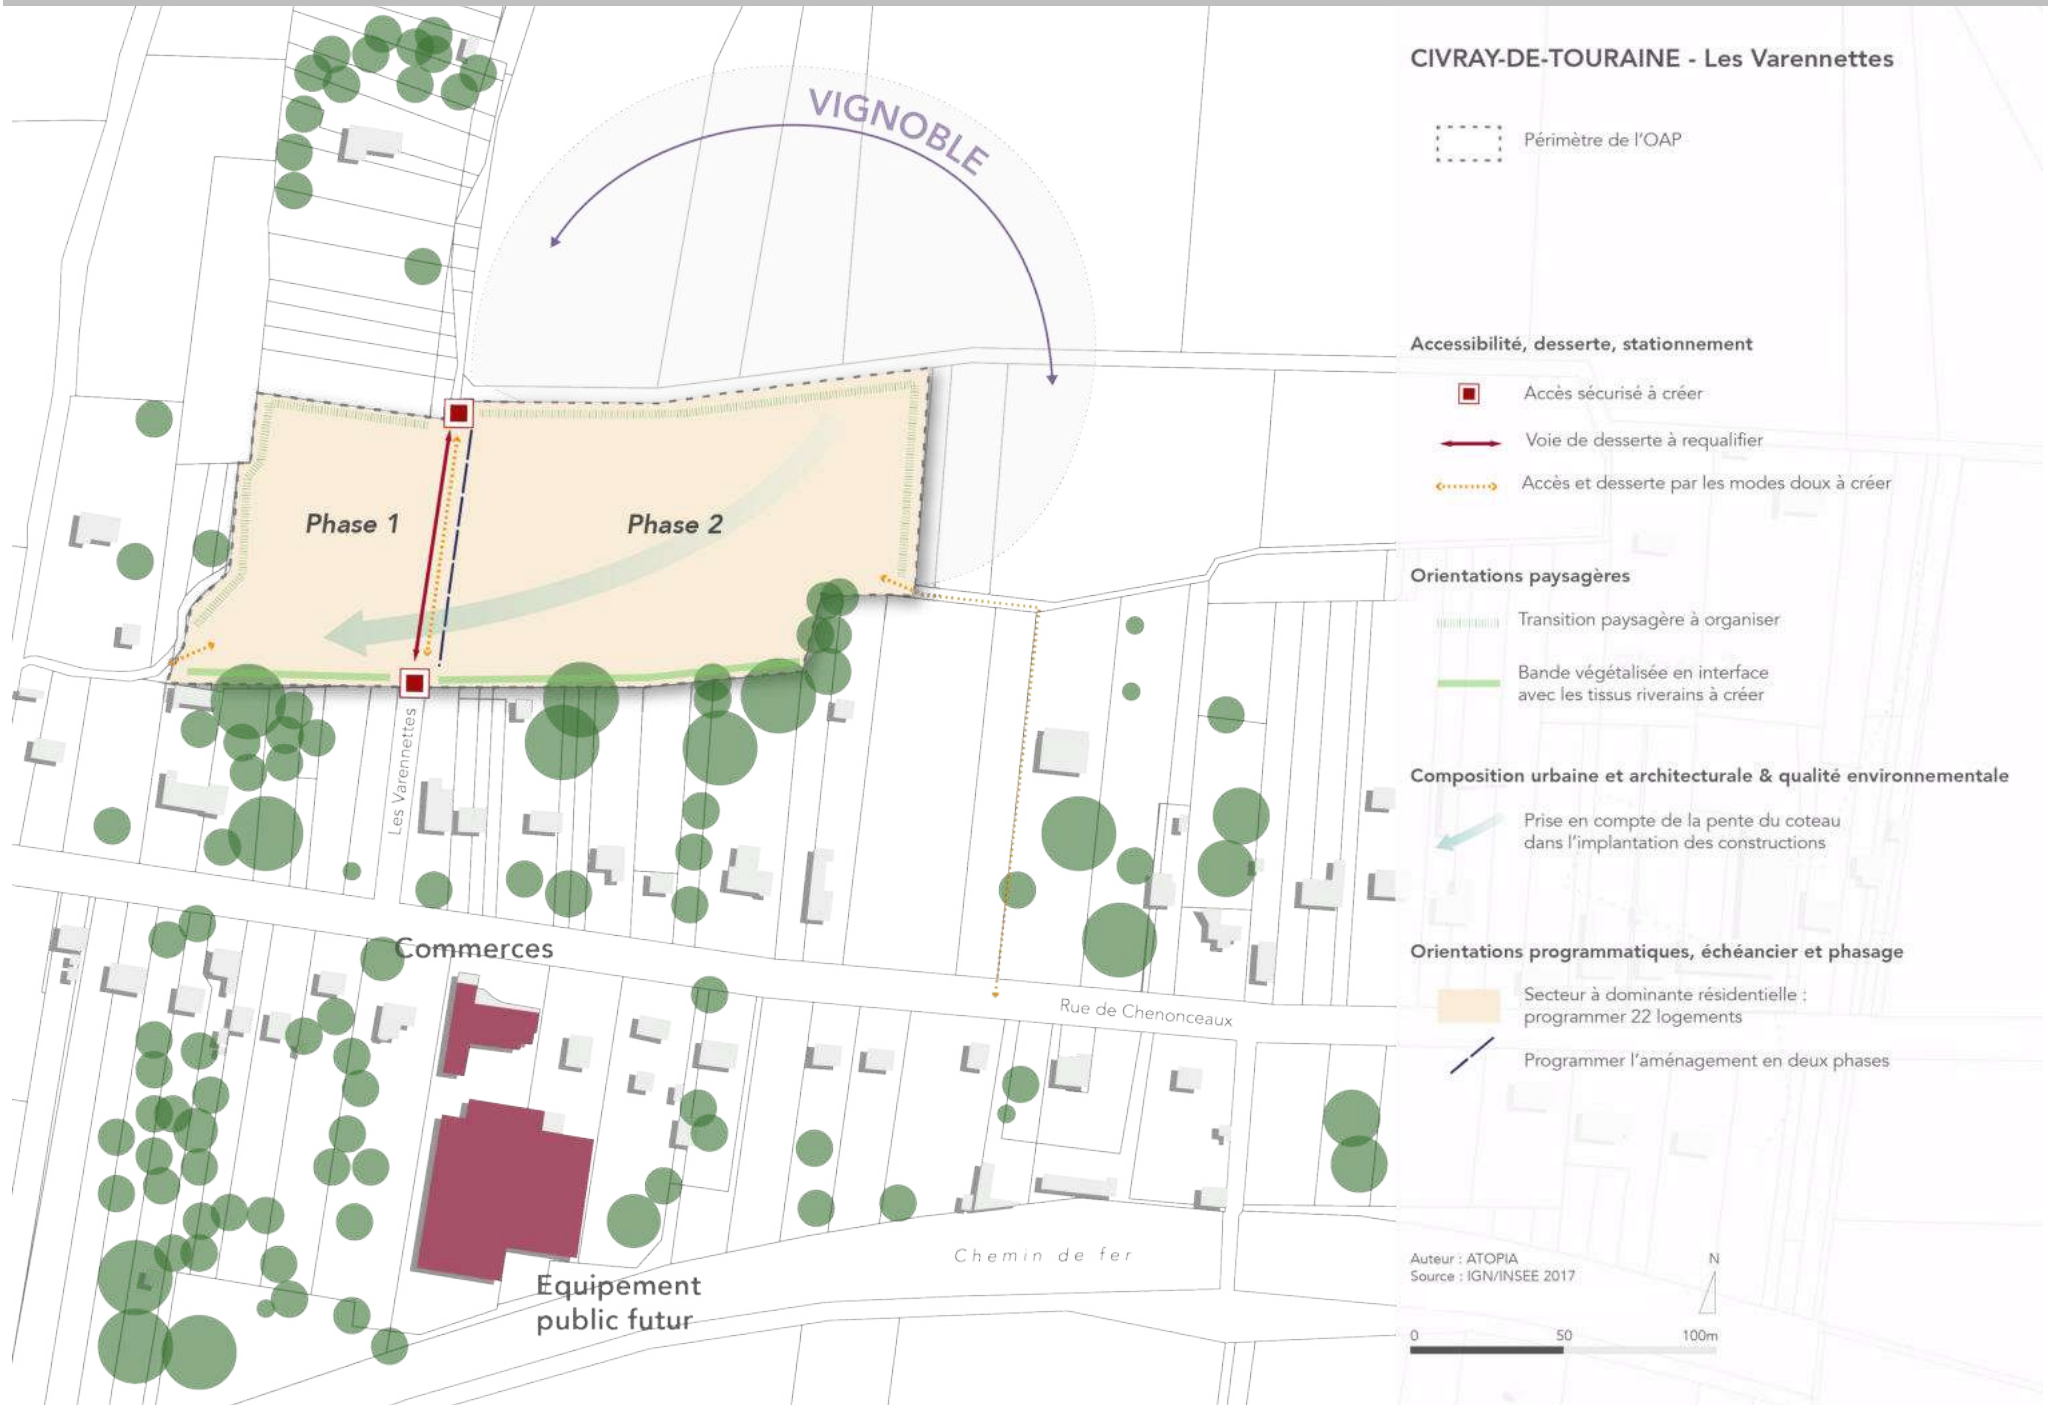 CIVRAY-DE-TOURAINE - Les Varennettes
Périmètre de l'OAP
Accessibilité, desserte, stationnement
Accès sécurisé à créer
Voie de desserte à requalifier
Accès et desserte par les modes doux à créer
Orientations paysagères
Transition paysagère à organiser
Bande végétalisée en interface
avec les tissus riverains à créer
Composition urbaine et architecturale & qualité environnementale
Prise en compte de la pente du coteau
dans l'implantation des constructions
Orientations programmatiques, échéancier et phasage
Secteur à dominante résidentielle :
programmer 22 logements
Programmer l'aménagement en deux phases
Auteur : ATOPIA
Source : IGN/INSEE 2017
N
0 50 100m
VIGNOBLE
Phase 1
Phase 2
Les Varennettes
Commerces
Rue de Chenonceaux
Chemin de fer
Equipement
public futur